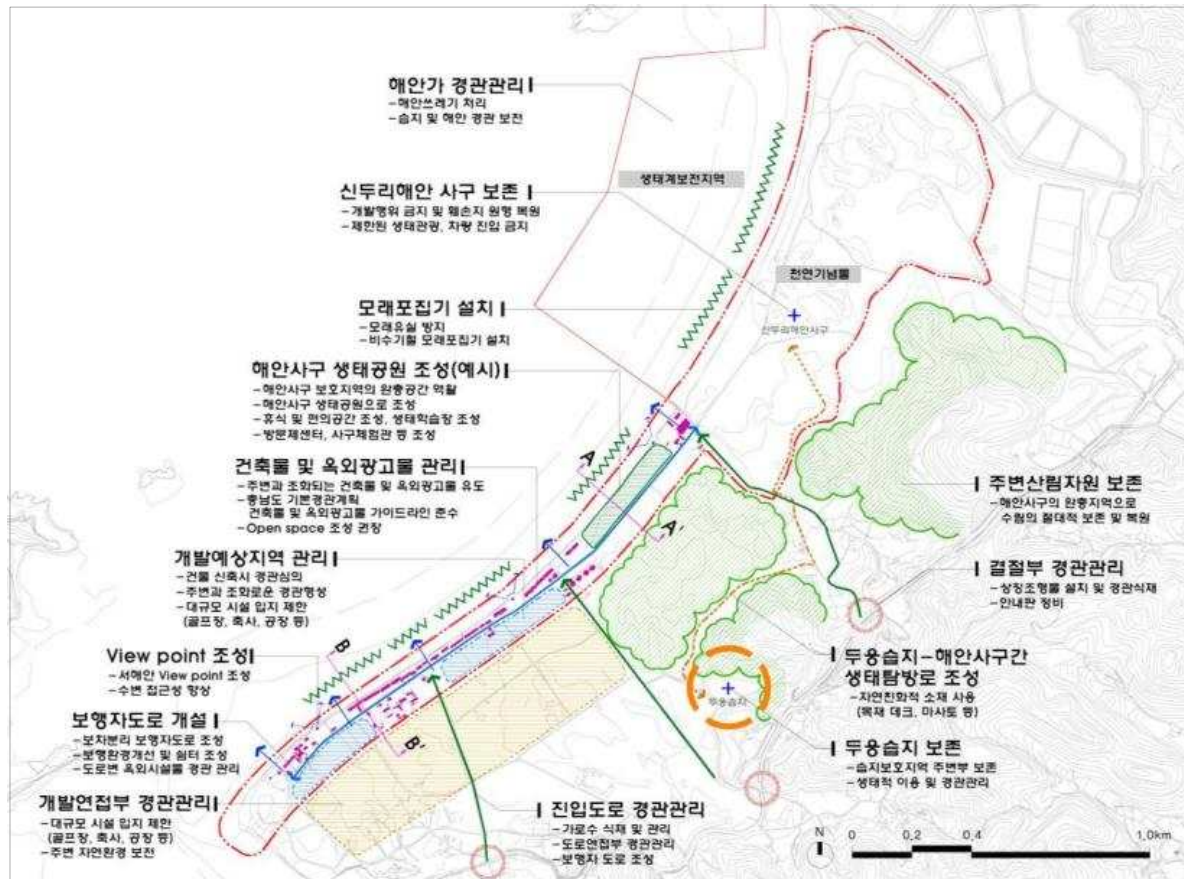 해안가 경관관리
-해안쓰레기 처리
-습지 및 해안 경관 보전
생태계보전지역
신두리해안 사구 보존
-개발행위 금지 및 훼손지 원형 복원
-제한된 생태관광, 차량 진입 금지
천연기념물
신두리해안사구
모래포집기 설치
-모래유실 방지
-비수기철 모래포집기 설치
해안사구 생태공원 조성(예시)
-해안사구 보호지역의 완충공간 역활
-해안사구 생태공원으로 조성
-휴식 및 편의공간 조성, 생태학습장 조성
-방문제센터, 사구체험관 등 조성
A
A'
건축물 및 옥외광고물 관리
-주변과 조화되는 건축물 및 옥외광고물 유도
-충남도 기본경관계획
건축물 및 옥외광고물 가이드라인 준수
-Open space 조성 권장
주변산림자원 보존
-해안사구의 완충지역으로
수림의 절대적 보존 및 복원
개발예상지역 관리
-건물 신축시 경관심의
-주변과 조화로운 경관형성
-대규모 시설 입지 제한
(골프장, 축사, 공장 등)
결절부 경관관리
-상징조형물 설치 및 경관식재
-안내판 정비
B
B'
View point 조성
-서해안 View point 조성
-수변 접근성 향상
두웅습지-해안사구간
생태탐방로 조성
-자연친화적 소재 사용
(목재 데크, 마사토 등)
두웅습지
보행자도로 개설
-보차분리 보행자도로 조성
-보행환경개선 및 쉼터 조성
-도로변 옥외시설물 경관 관리
두웅습지 보존
-습지보호지역 주변부 보존
-생태적 이용 및 경관관리
개발연접부 경관관리
-대규모 시설 입지 제한
(골프장, 축사, 공장 등)
-주변 자연환경 보전
진입도로 경관관리
-가로수 식재 및 관리
-도로연접부 경관관리
-보행자 도로 조성
N
0 0,2 0,4 1,0km